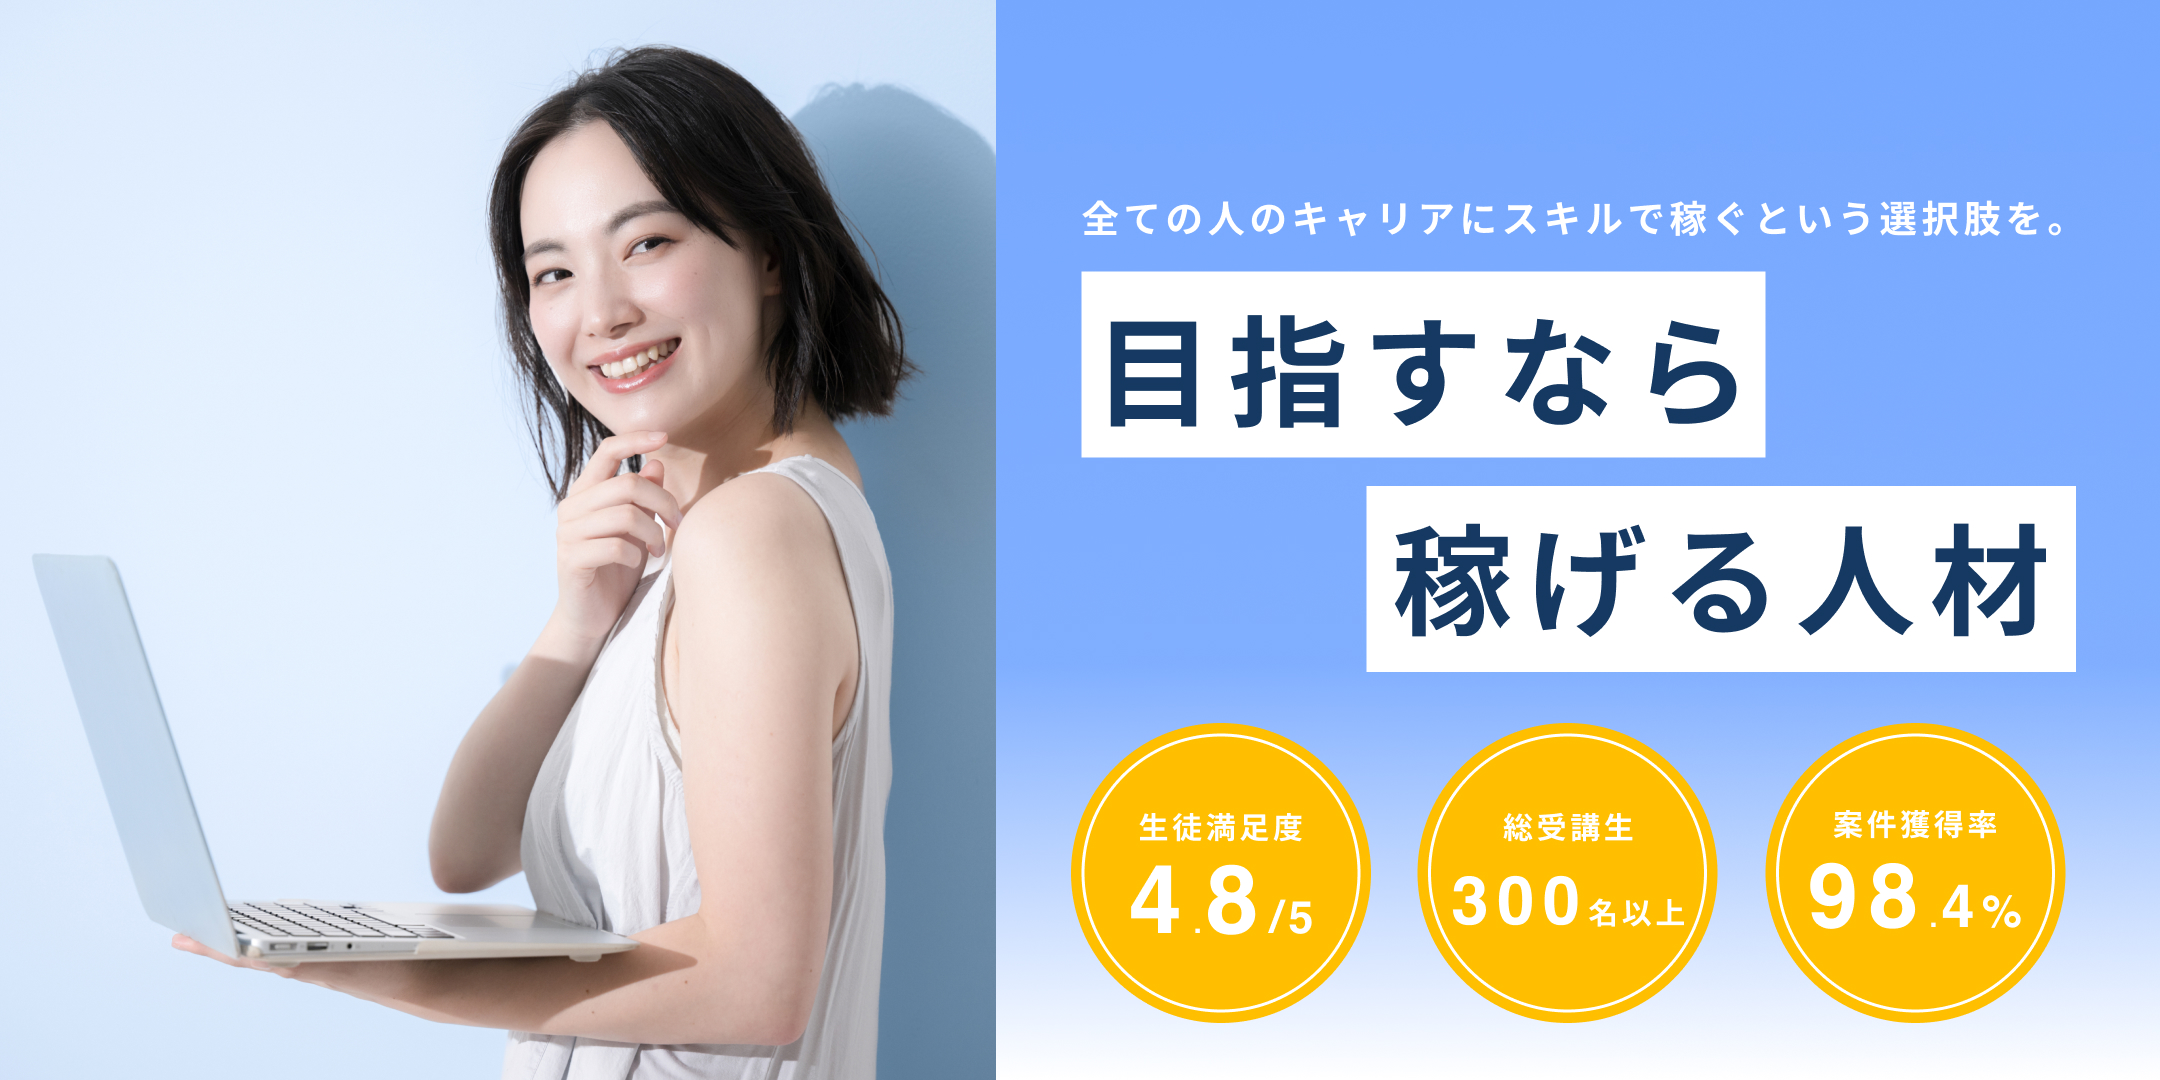 全ての人のキャリアにスキルで稼ぐという選択肢を。
目指すなら
稼げる人材
生徒満足度
4.8/5
総受講生
300名以上
案件獲得率
98.4%